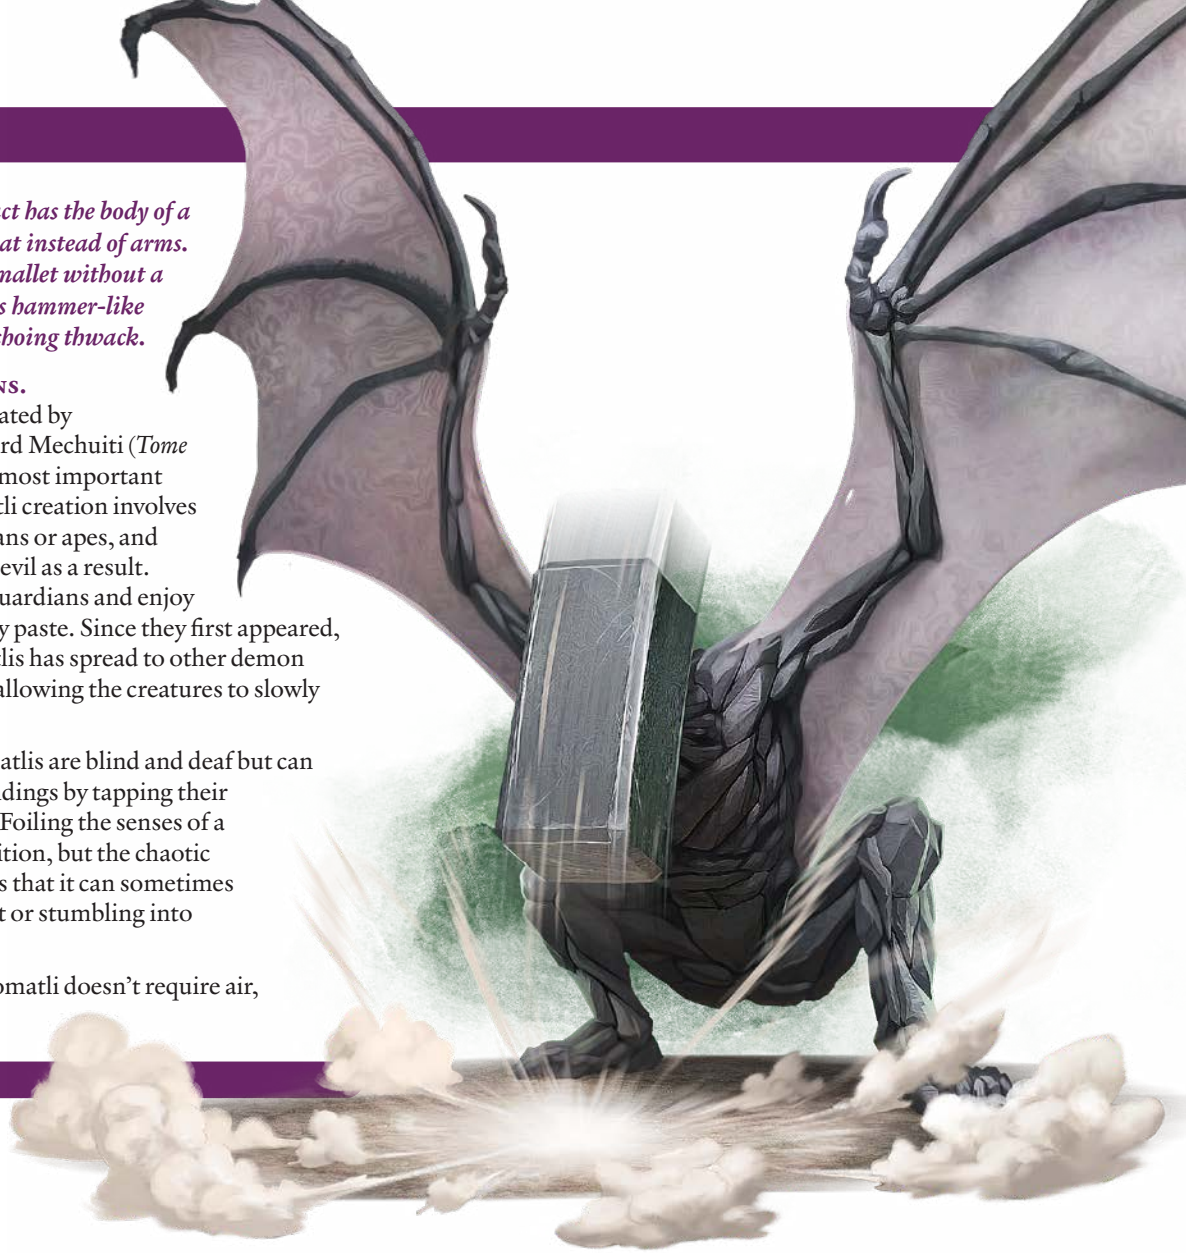 ct has the body of a
at instead of arms.
mallet without a
s hammer-like
choing thwack.
NS.
ated by
rd Mechuiti (Tome
most important
tli creation involves
ans or apes, and
evil as a result.
uardians and enjoy
y paste. Since they first appeared,
tlis has spread to other demon
allowing the creatures to slowly
atlis are blind and deaf but can
dings by tapping their
Foiling the senses of a
ition, but the chaotic
s that it can sometimes
t or stumbling into
omatli doesn’t require air,